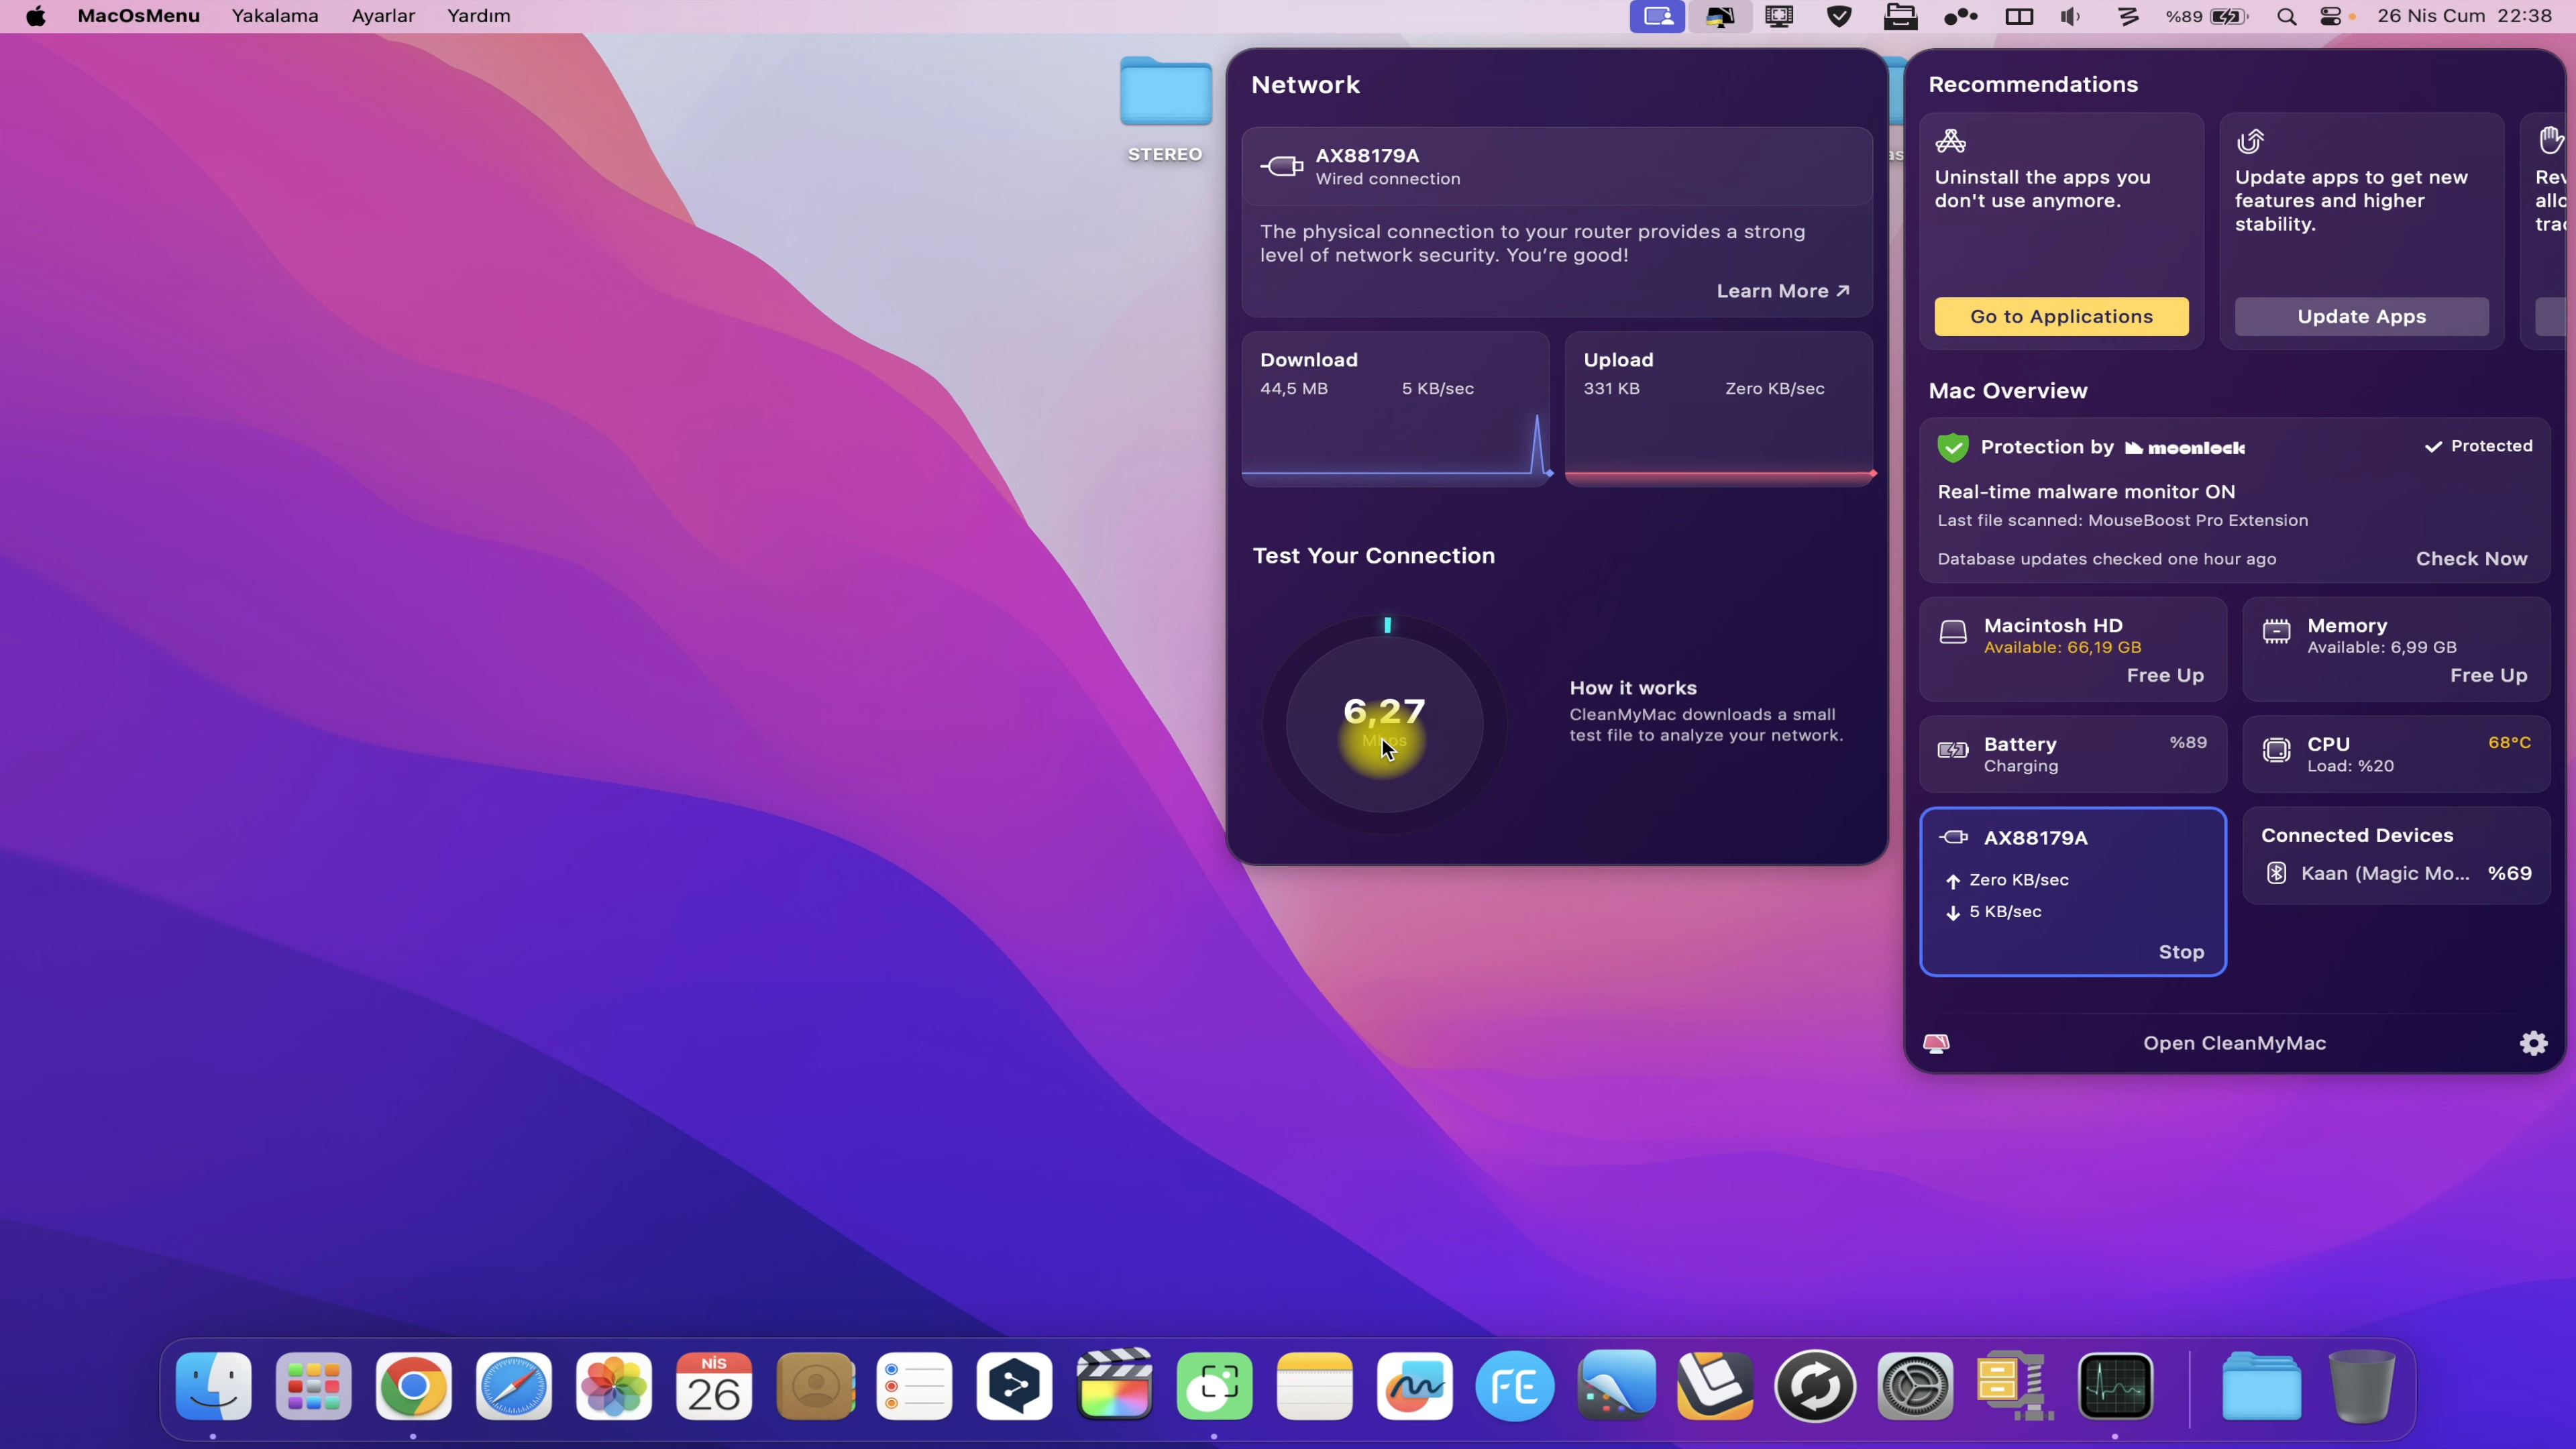 MacOsMenu Yakalama Ayarlar Yardım %89 26 Nis Cum 22:38
STEREO
Network
AX88179A
Wired connection
The physical connection to your router provides a strong
level of network security. You're good!
Learn More ↗
Download
44,5 MB 5 KB/sec
Upload
331 KB Zero KB/sec
Test Your Connection
6,27
Mbps
How it works
CleanMyMac downloads a small
test file to analyze your network.
Recommendations
Uninstall the apps you
don't use anymore.
Go to Applications
Update apps to get new
features and higher
stability.
Update Apps
Mac Overview
Protection by moonlock
Protected
Real-time malware monitor ON
Last file scanned: MouseBoost Pro Extension
Database updates checked one hour ago
Check Now
Macintosh HD
Available: 66,19 GB
Free Up
Memory
Available: 6,99 GB
Free Up
Battery %89
Charging
CPU 68°C
Load: %20
AX88179A
↑ Zero KB/sec
↓ 5 KB/sec
Stop
Connected Devices
Kaan (Magic Mo... %69
Open CleanMyMac
NİS
26
FE